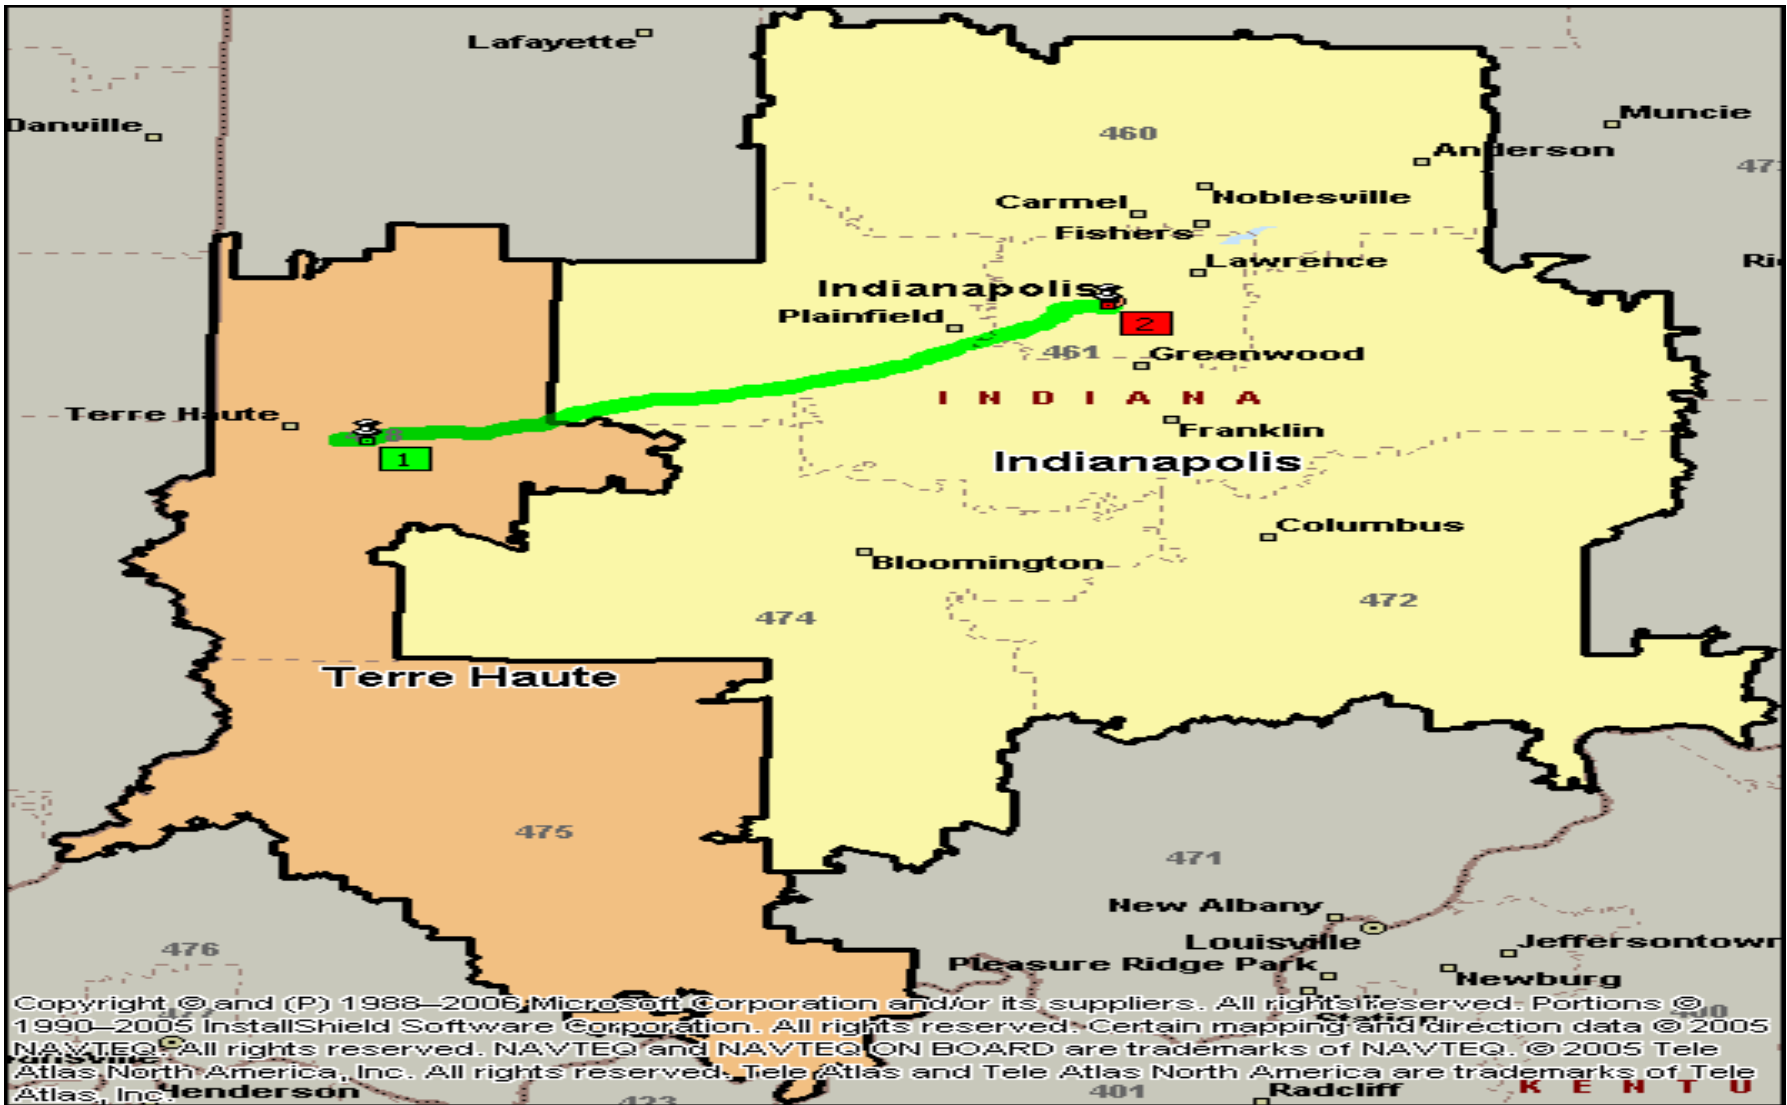 Lafayette
Danville
Muncie
460
Anderson
473
Noblesville
Carmel
Fishers
Lawrence
Indianapolis
Plainfield
2
461
Greenwood
INDIANA
Terre Haute
Franklin
1
Indianapolis
Columbus
Bloomington
472
474
Terre Haute
475
471
New Albany
Louisville
Jeffersontown
476
Pleasure Ridge Park
Newburg
Copyright © and (P) 1988–2006 Microsoft Corporation and/or its suppliers. All rights reserved. Portions ©
1990–2005 InstallShield Software Corporation. All rights reserved. Certain mapping and direction data © 2005
NAVTEQ. All rights reserved. NAVTEQ and NAVTEQ ON BOARD are trademarks of NAVTEQ. © 2005 Tele
Atlas North America, Inc. All rights reserved. Tele Atlas and Tele Atlas North America are trademarks of Tele
Atlas, Inc.
Station
Henderson
423
401
Radcliff
KENTU